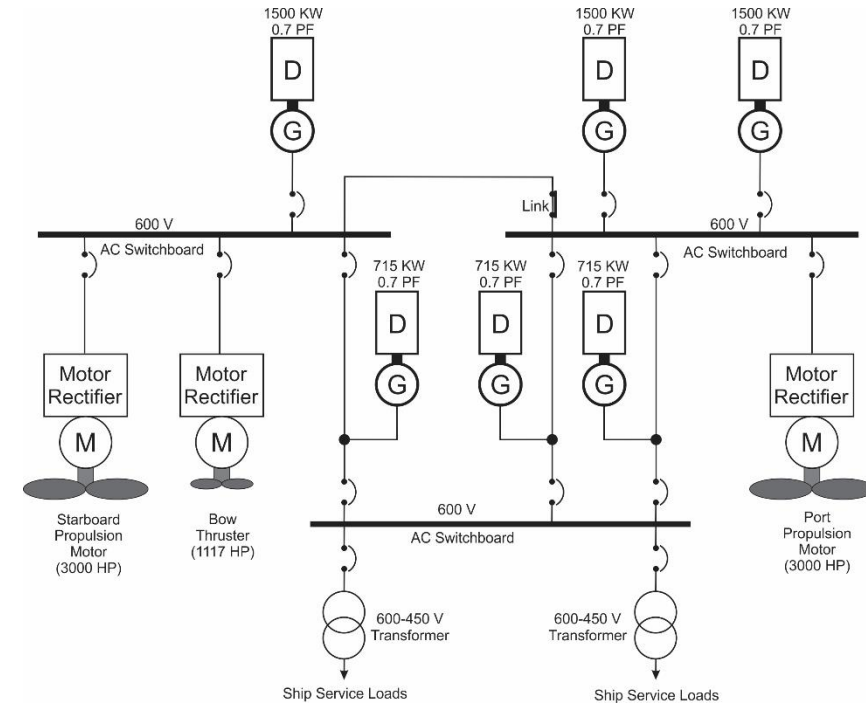 1500 KW
0.7 PF
1500 KW
0.7 PF
1500 KW
0.7 PF
D
D
D
G
G
G
Link
600 V
600 V
AC Switchboard
AC Switchboard
715 KW
0.7 PF
715 KW
0.7 PF
715 KW
0.7 PF
D
D
D
G
G
G
Motor
Rectifier
Motor
Rectifier
Motor
Rectifier
M
M
M
Starboard
Propulsion
Motor
(3000 HP)
Bow
Thruster
(1117 HP)
Port
Propulsion
Motor
(3000 HP)
600 V
AC Switchboard
600-450 V
Transformer
600-450 V
Transformer
Ship Service Loads
Ship Service Loads